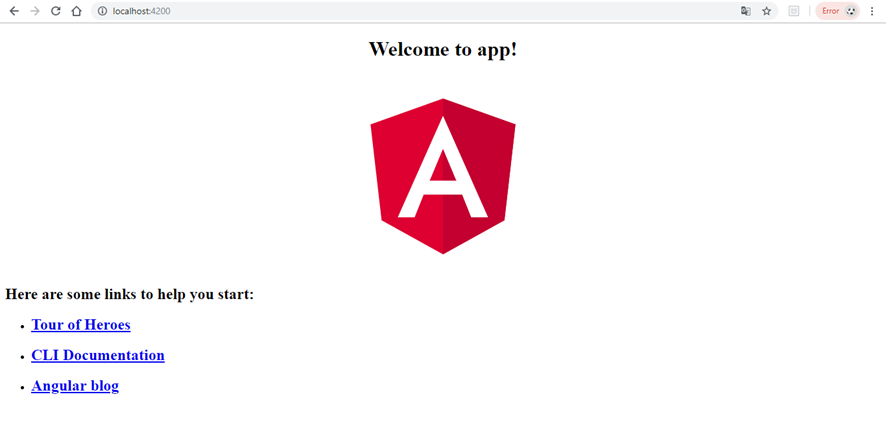 localhost:4200
Error
Welcome to app!
A
Here are some links to help you start:
Tour of Heroes
CLI Documentation
Angular blog